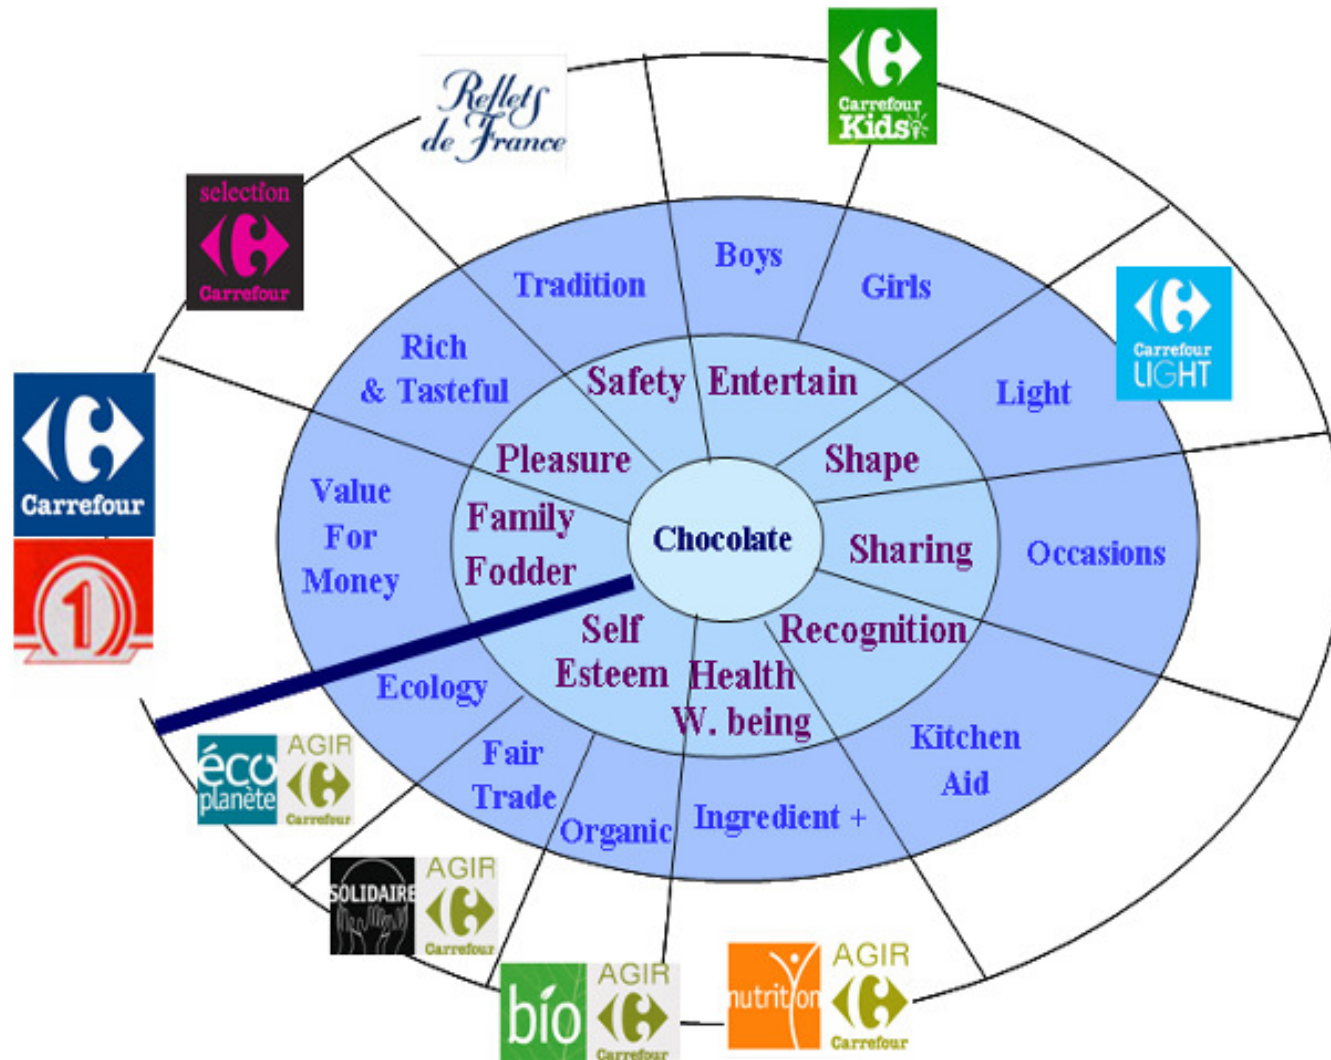 Reflets
de France
Carrefour
Kids
selection
Carrefour
Boys
Tradition
Girls
Carrefour
LIGHT
Rich
& Tasteful
Safety
Entertain
Light
Carrefour
Pleasure
Shape
Value
For
Money
Family
Fodder
Chocolate
Sharing
Occasions
1
Self
Esteem
Recognition
Health
W. being
Ecology
Kitchen
Aid
Fair
Trade
Organic
Ingredient +
éco
planète
AGIR
Carrefour
SOLIDAIRE
AGIR
Carrefour
bio
AGIR
Carrefour
nutrition
AGIR
Carrefour